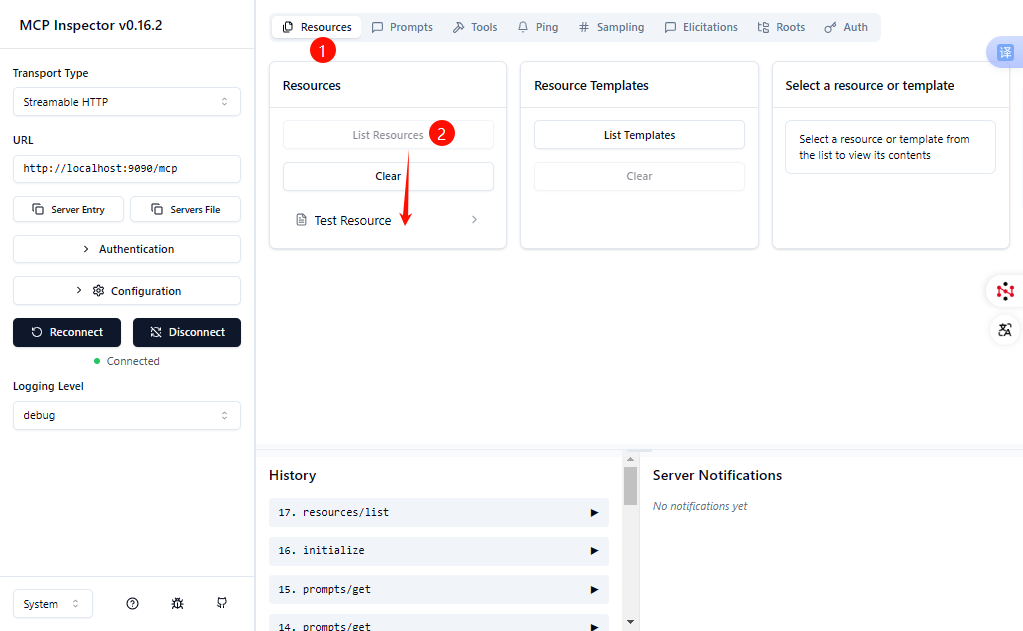 MCP Inspector v0.16.2
Transport Type
Streamable HTTP
URL
http://localhost:9090/mcp
Server Entry
Servers File
Authentication
Configuration
Reconnect
Disconnect
Connected
Logging Level
debug
System
Resources
Prompts
Tools
Ping
Sampling
Elicitations
Roots
Auth
1
译
Resources
List Resources
2
Clear
Test Resource
Resource Templates
List Templates
Clear
Select a resource or template
Select a resource or template from
the list to view its contents
History
17. resources/list
16. initialize
15. prompts/get
14. prompts/get
Server Notifications
No notifications yet